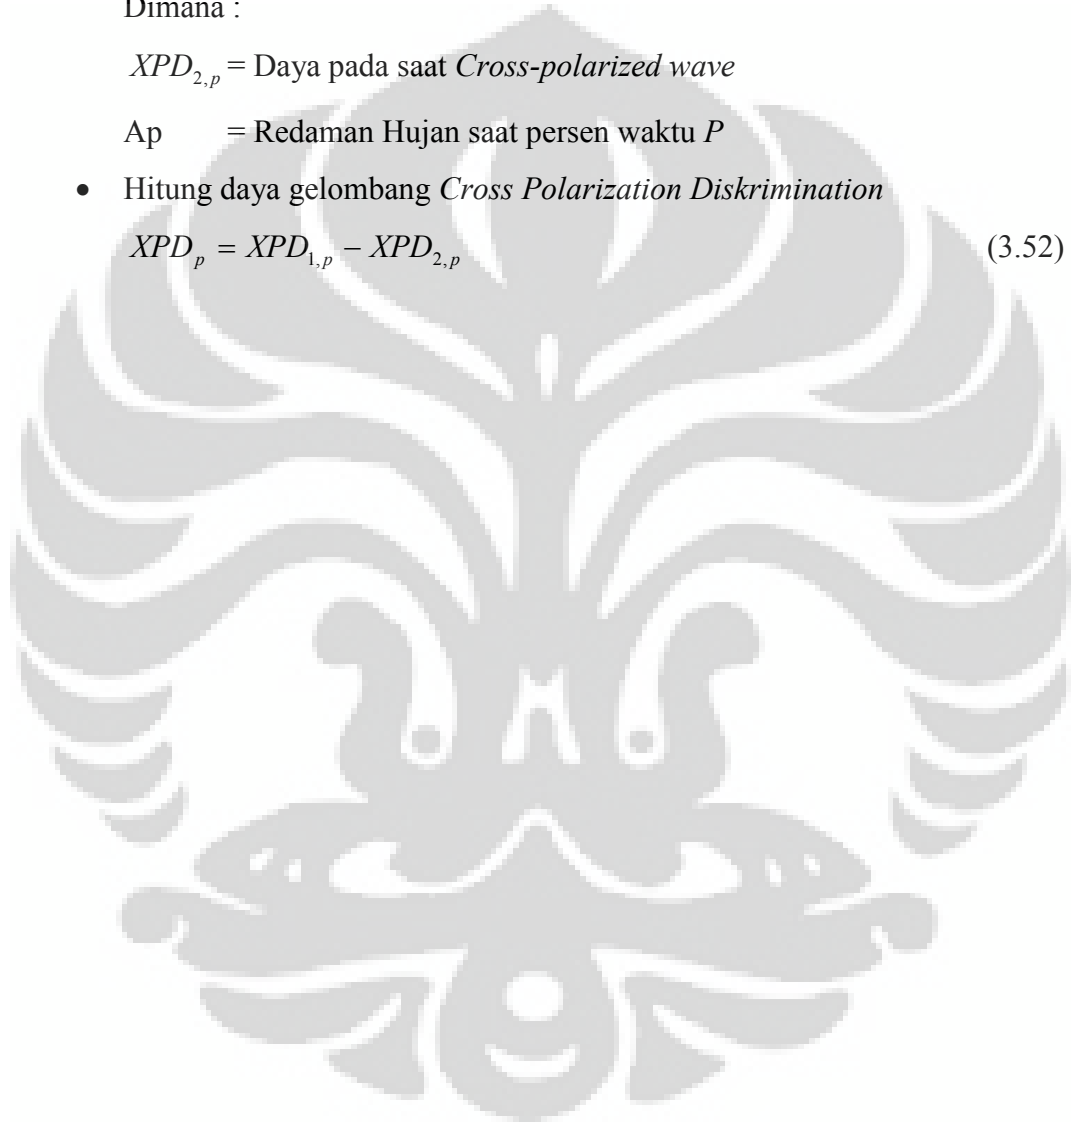 Dimana :
XPD₂,ₚ = Daya pada saat Cross-polarized wave
Ap = Redaman Hujan saat persen waktu P
• Hitung daya gelombang Cross Polarization Diskrimination
XPDₚ = XPD₁,ₚ − XPD₂,ₚ (3.52)